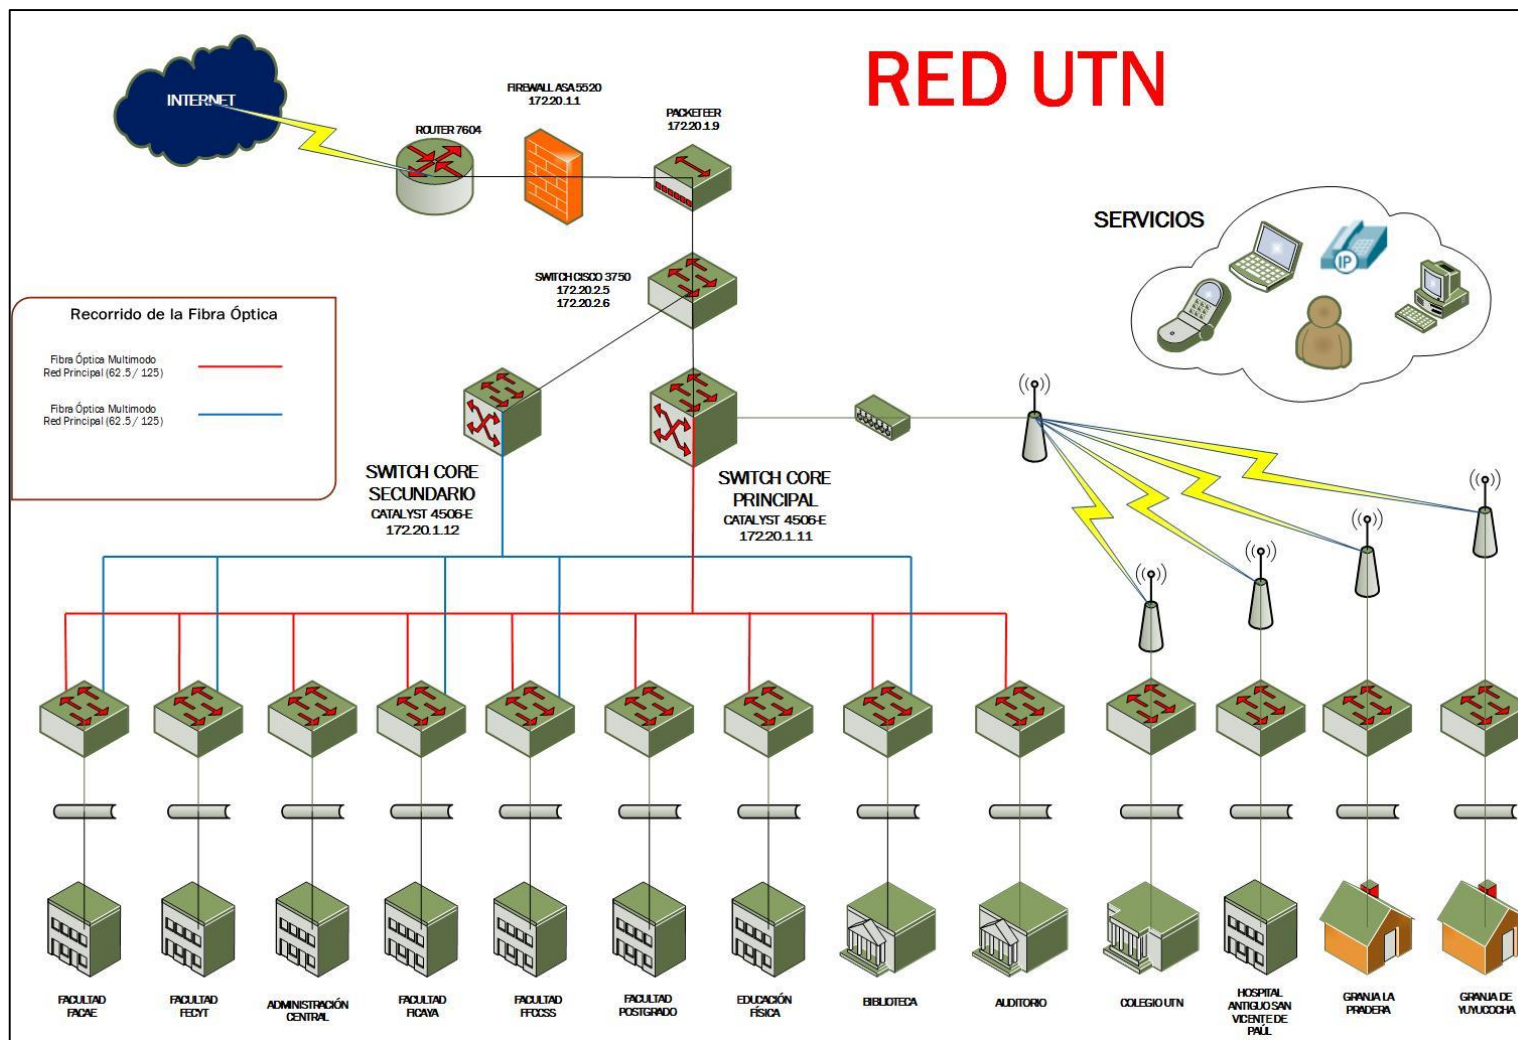 RED UTN
INTERNET
ROUTER 7604
FIREWALL ASA 5520
172.20.1.1
PACKETEER
172.20.1.9
SERVICIOS
IP
SWITCH CISCO 3750
172.20.2.5
172.20.2.6
Recorrido de la Fibra Óptica
Fibra Óptica Multimodo
Red Principal (62.5 / 125)
Fibra Óptica Multimodo
Red Principal (62.5 / 125)
SWITCH CORE
SECUNDARIO
CATALYST 4506-E
172.20.1.12
SWITCH CORE
PRINCIPAL
CATALYST 4506-E
172.20.1.11
FACULTAD
FACAE
FACULTAD
FECYT
ADMINISTRACIÓN
CENTRAL
FACULTAD
FICAYA
FACULTAD
FFCCSS
FACULTAD
POSTGRADO
EDUCACIÓN
FÍSICA
BIBLIOTECA
AUDITORIO
COLEGIO UTN
HOSPITAL
ANTIGUO SAN
VICENTE DE
PAÚL
GRANJA LA
PRADERA
GRANJA DE
YUYUCOCHA